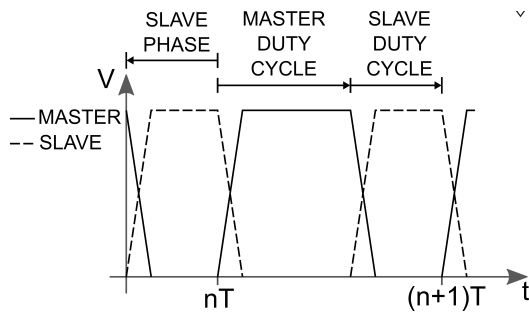 SLAVE
PHASE
MASTER
DUTY
CYCLE
SLAVE
DUTY
CYCLE
V
MASTER
SLAVE
nT
(n+1)T
t